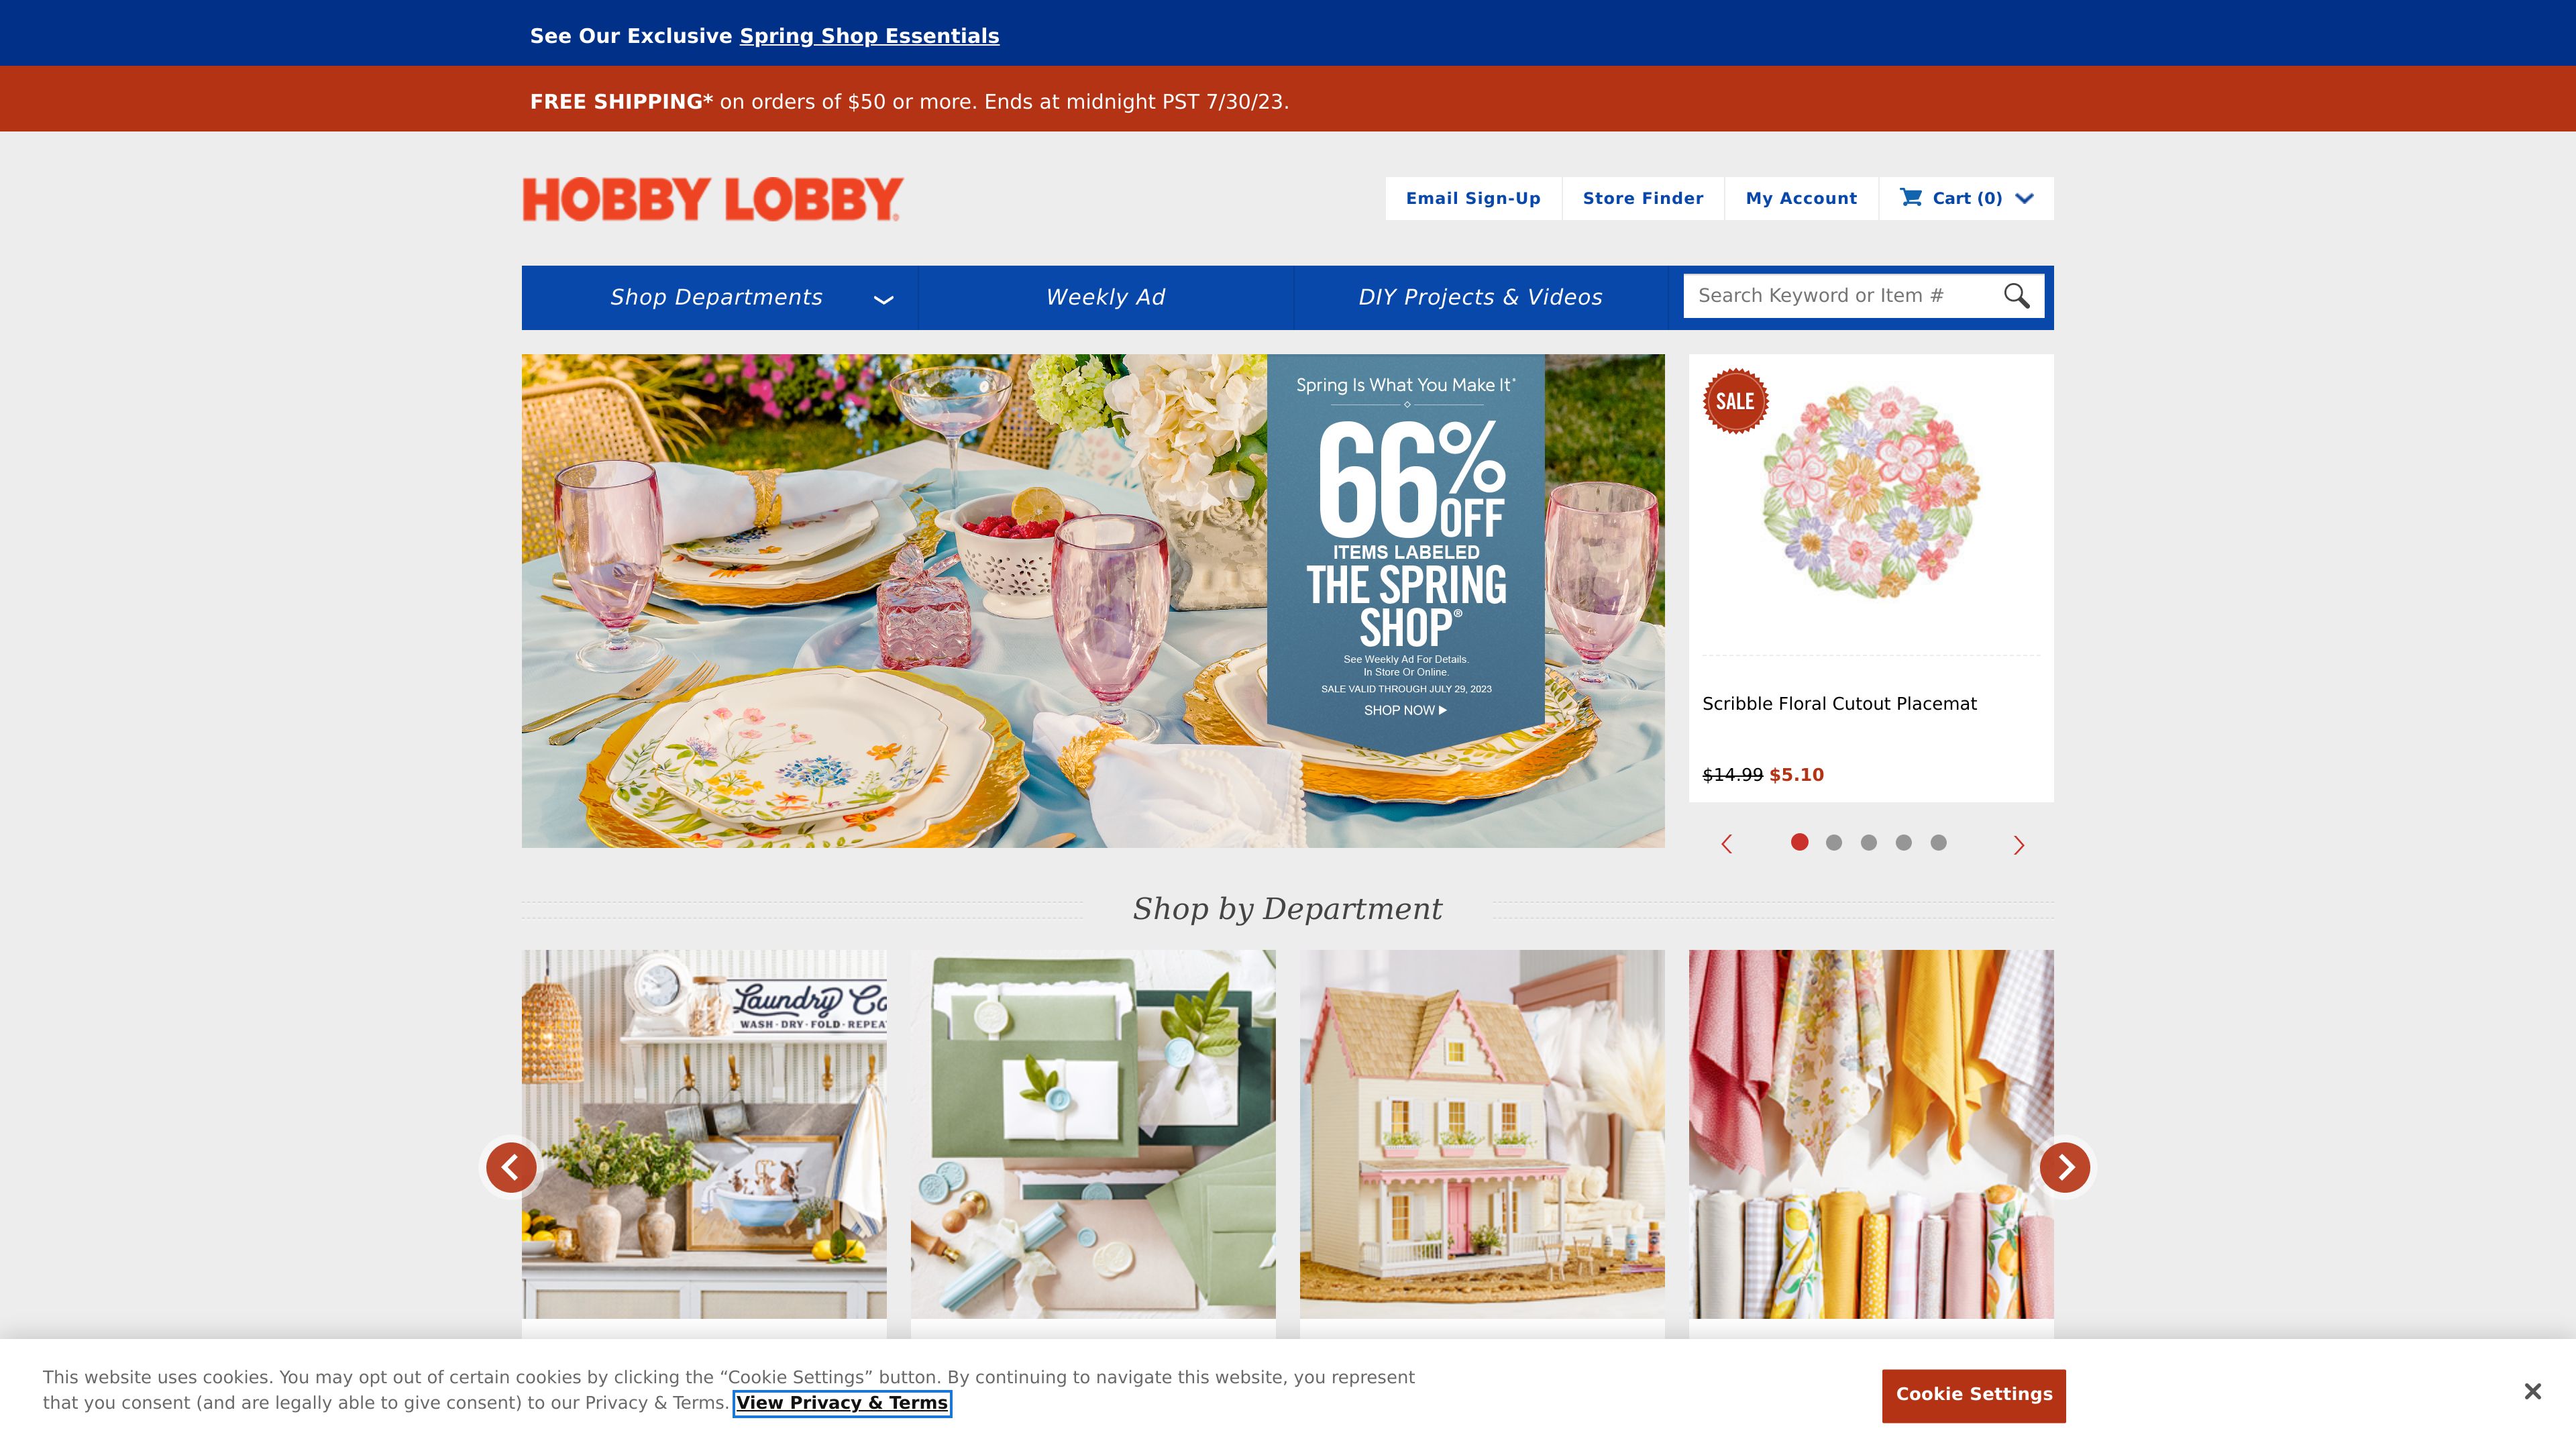 See Our Exclusive Spring Shop Essentials
FREE SHIPPING* on orders of $50 or more. Ends at midnight PST 7/30/23.
HOBBY LOBBY
Email Sign-Up
Store Finder
My Account
Cart (0)
Shop Departments
Weekly Ad
DIY Projects & Videos
Search Keyword or Item #
Spring Is What You Make It*
66%
OFF
ITEMS LABELED
THE SPRING
SHOP®
See Weekly Ad For Details.
In Store Or Online.
SALE VALID THROUGH JULY 29, 2023
SHOP NOW ▶
SALE
Scribble Floral Cutout Placemat
$14.99 $5.10
Shop by Department
Laundry Co
WASH · DRY · FOLD · REPEA
This website uses cookies. You may opt out of certain cookies by clicking the “Cookie Settings” button. By continuing to navigate this website, you represent
that you consent (and are legally able to give consent) to our Privacy & Terms. View Privacy & Terms
Cookie Settings